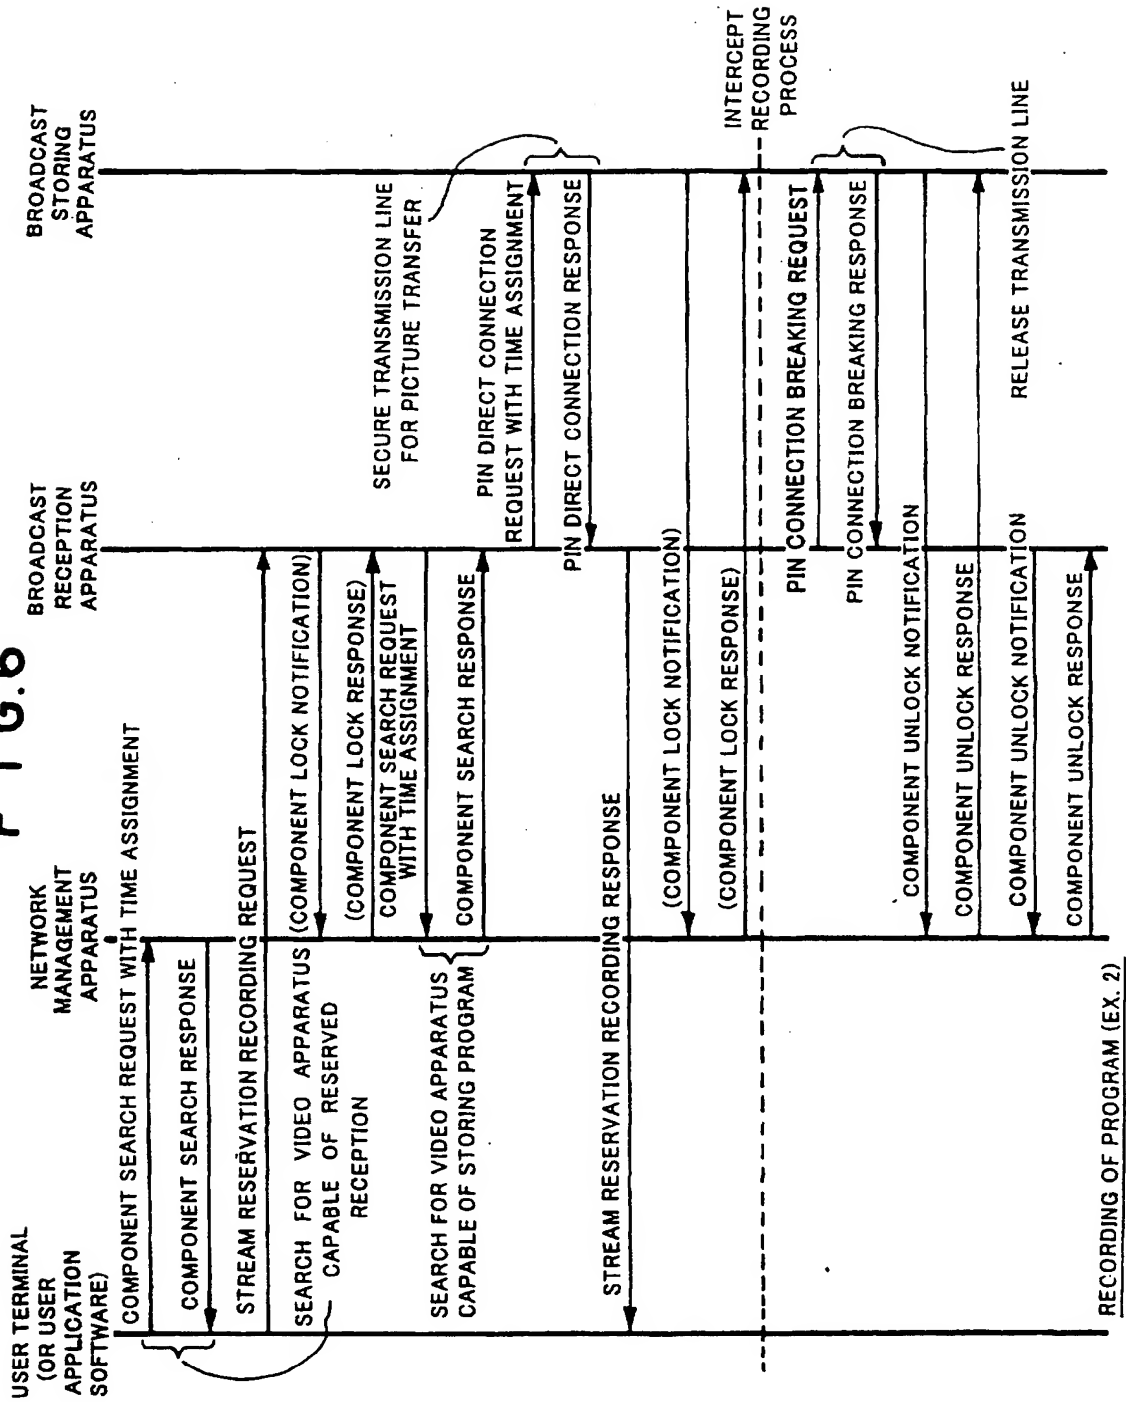 F I G.6
USER TERMINAL
(OR USER
APPLICATION
SOFTWARE)
NETWORK
MANAGEMENT
APPARATUS
BROADCAST
RECEPTION
APPARATUS
BROADCAST
STORING
APPARATUS
COMPONENT SEARCH REQUEST WITH TIME ASSIGNMENT
COMPONENT SEARCH RESPONSE
STREAM RESERVATION RECORDING REQUEST
SEARCH FOR VIDEO APPARATUS
CAPABLE OF RESERVED
RECEPTION
(COMPONENT LOCK NOTIFICATION)
(COMPONENT LOCK RESPONSE)
COMPONENT SEARCH REQUEST
WITH TIME ASSIGNMENT
SECURE TRANSMISSION LINE
FOR PICTURE TRANSFER
SEARCH FOR VIDEO APPARATUS
CAPABLE OF STORING PROGRAM
COMPONENT SEARCH RESPONSE
PIN DIRECT CONNECTION
REQUEST WITH TIME ASSIGNMENT
PIN DIRECT CONNECTION RESPONSE
STREAM RESERVATION RECORDING RESPONSE
(COMPONENT LOCK NOTIFICATION)
(COMPONENT LOCK RESPONSE)
INTERCEPT
RECORDING
PROCESS
PIN CONNECTION BREAKING REQUEST
PIN CONNECTION BREAKING RESPONSE
COMPONENT UNLOCK NOTIFICATION
COMPONENT UNLOCK RESPONSE
RELEASE TRANSMISSION LINE
COMPONENT UNLOCK NOTIFICATION
COMPONENT UNLOCK RESPONSE
RECORDING OF PROGRAM (EX. 2)